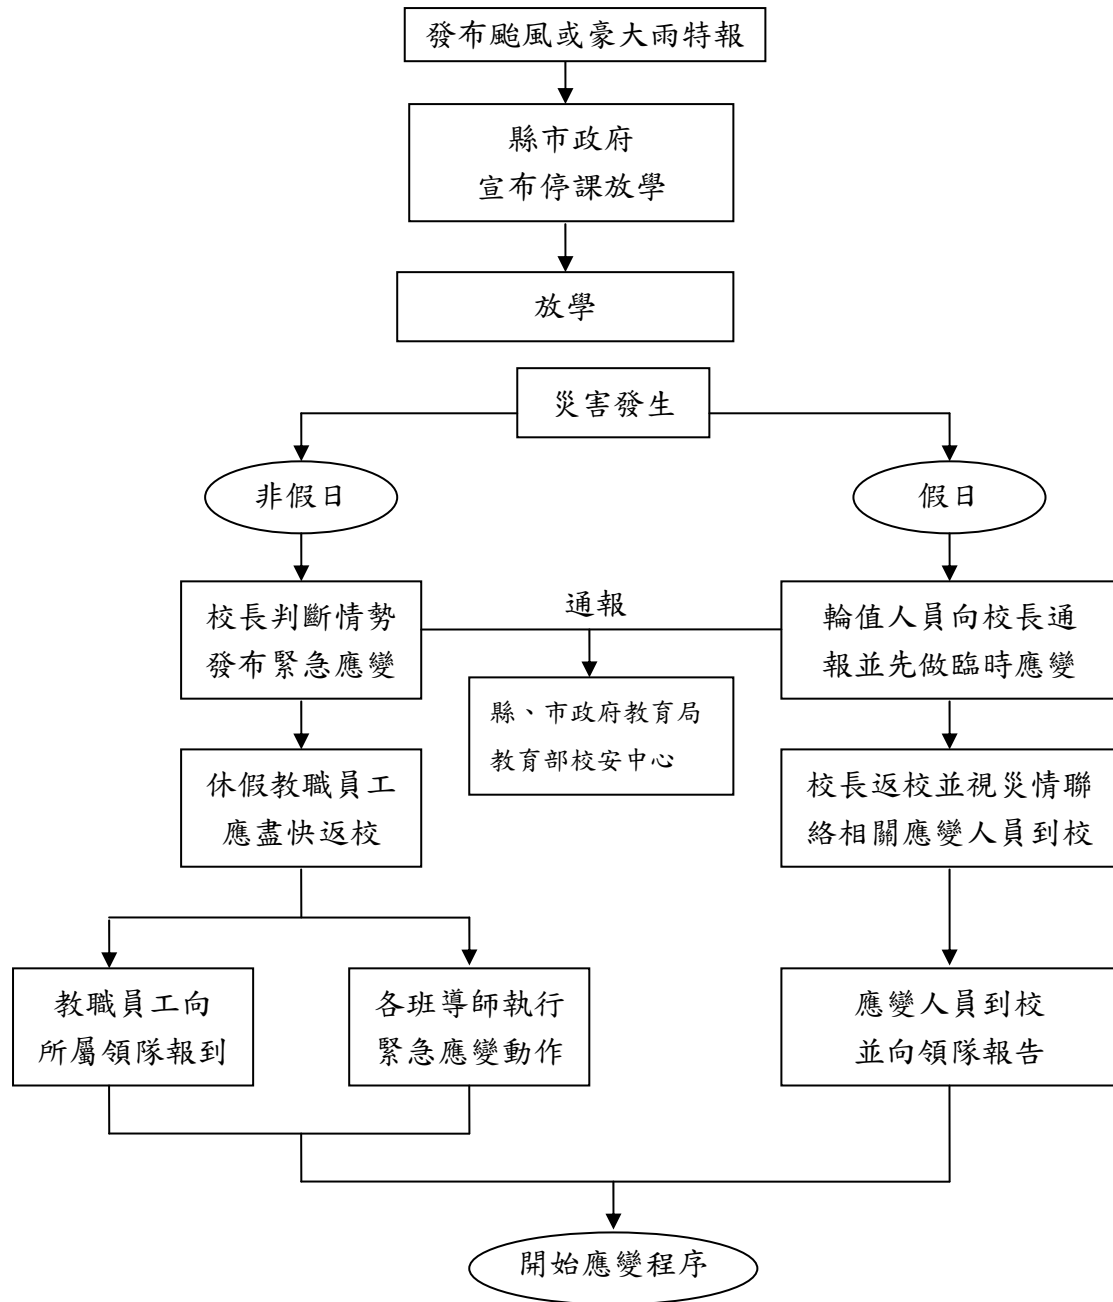 發布颱風或豪大雨特報
縣市政府
宣布停課放學
放學
災害發生
非假日
假日
校長判斷情勢
發布緊急應變
通報
輪值人員向校長通
報並先做臨時應變
縣、市政府教育局
教育部校安中心
休假教職員工
應盡快返校
校長返校並視災情聯
絡相關應變人員到校
教職員工向
所屬領隊報到
各班導師執行
緊急應變動作
應變人員到校
並向領隊報告
開始應變程序